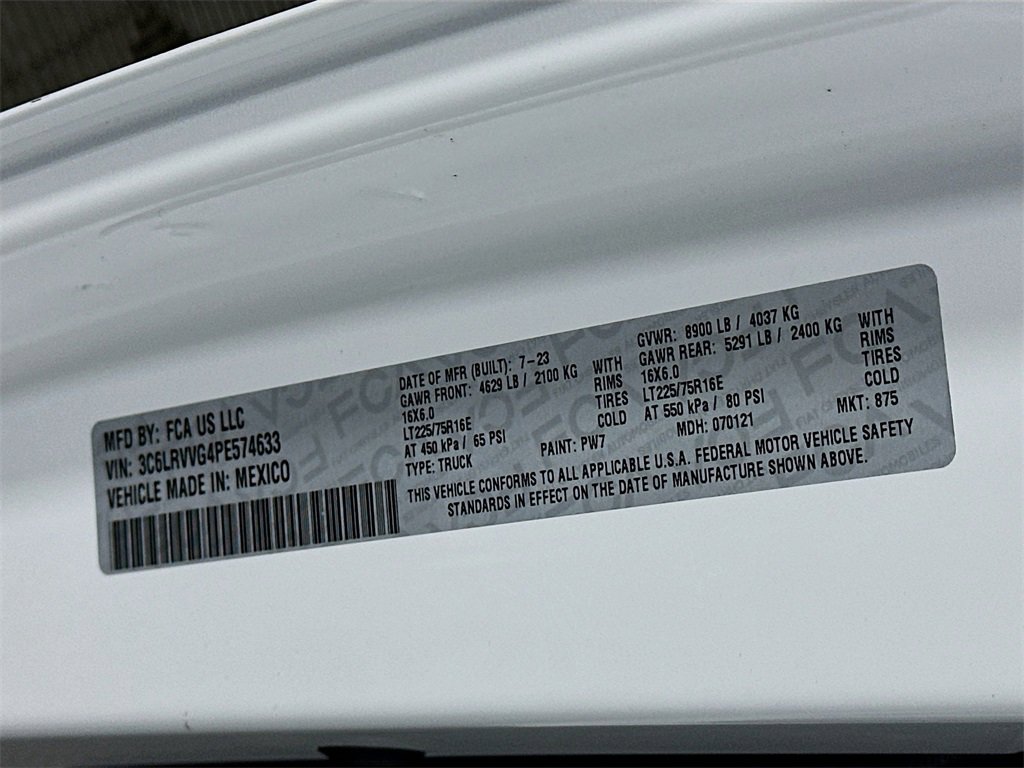 MFD BY: FCA US LLC
VIN: 3C6LRVVG4PE574633
VEHICLE MADE IN: MEXICO
DATE OF MFR (BUILT): 7-23
GAWR FRONT: 4629 LB / 2100 KG WITH
16X6.0 RIMS
LT225/75R16E TIRES
AT 450 kPa / 65 PSI COLD
TYPE: TRUCK PAINT: PW7
GVWR: 8900 LB / 4037 KG
GAWR REAR: 5291 LB / 2400 KG WITH
16X6.0 RIMS
LT225/75R16E TIRES
AT 550 kPa / 80 PSI COLD
MDH: 070121 MKT: 875
THIS VEHICLE CONFORMS TO ALL APPLICABLE U.S.A. FEDERAL MOTOR VEHICLE SAFETY
STANDARDS IN EFFECT ON THE DATE OF MANUFACTURE SHOWN ABOVE.